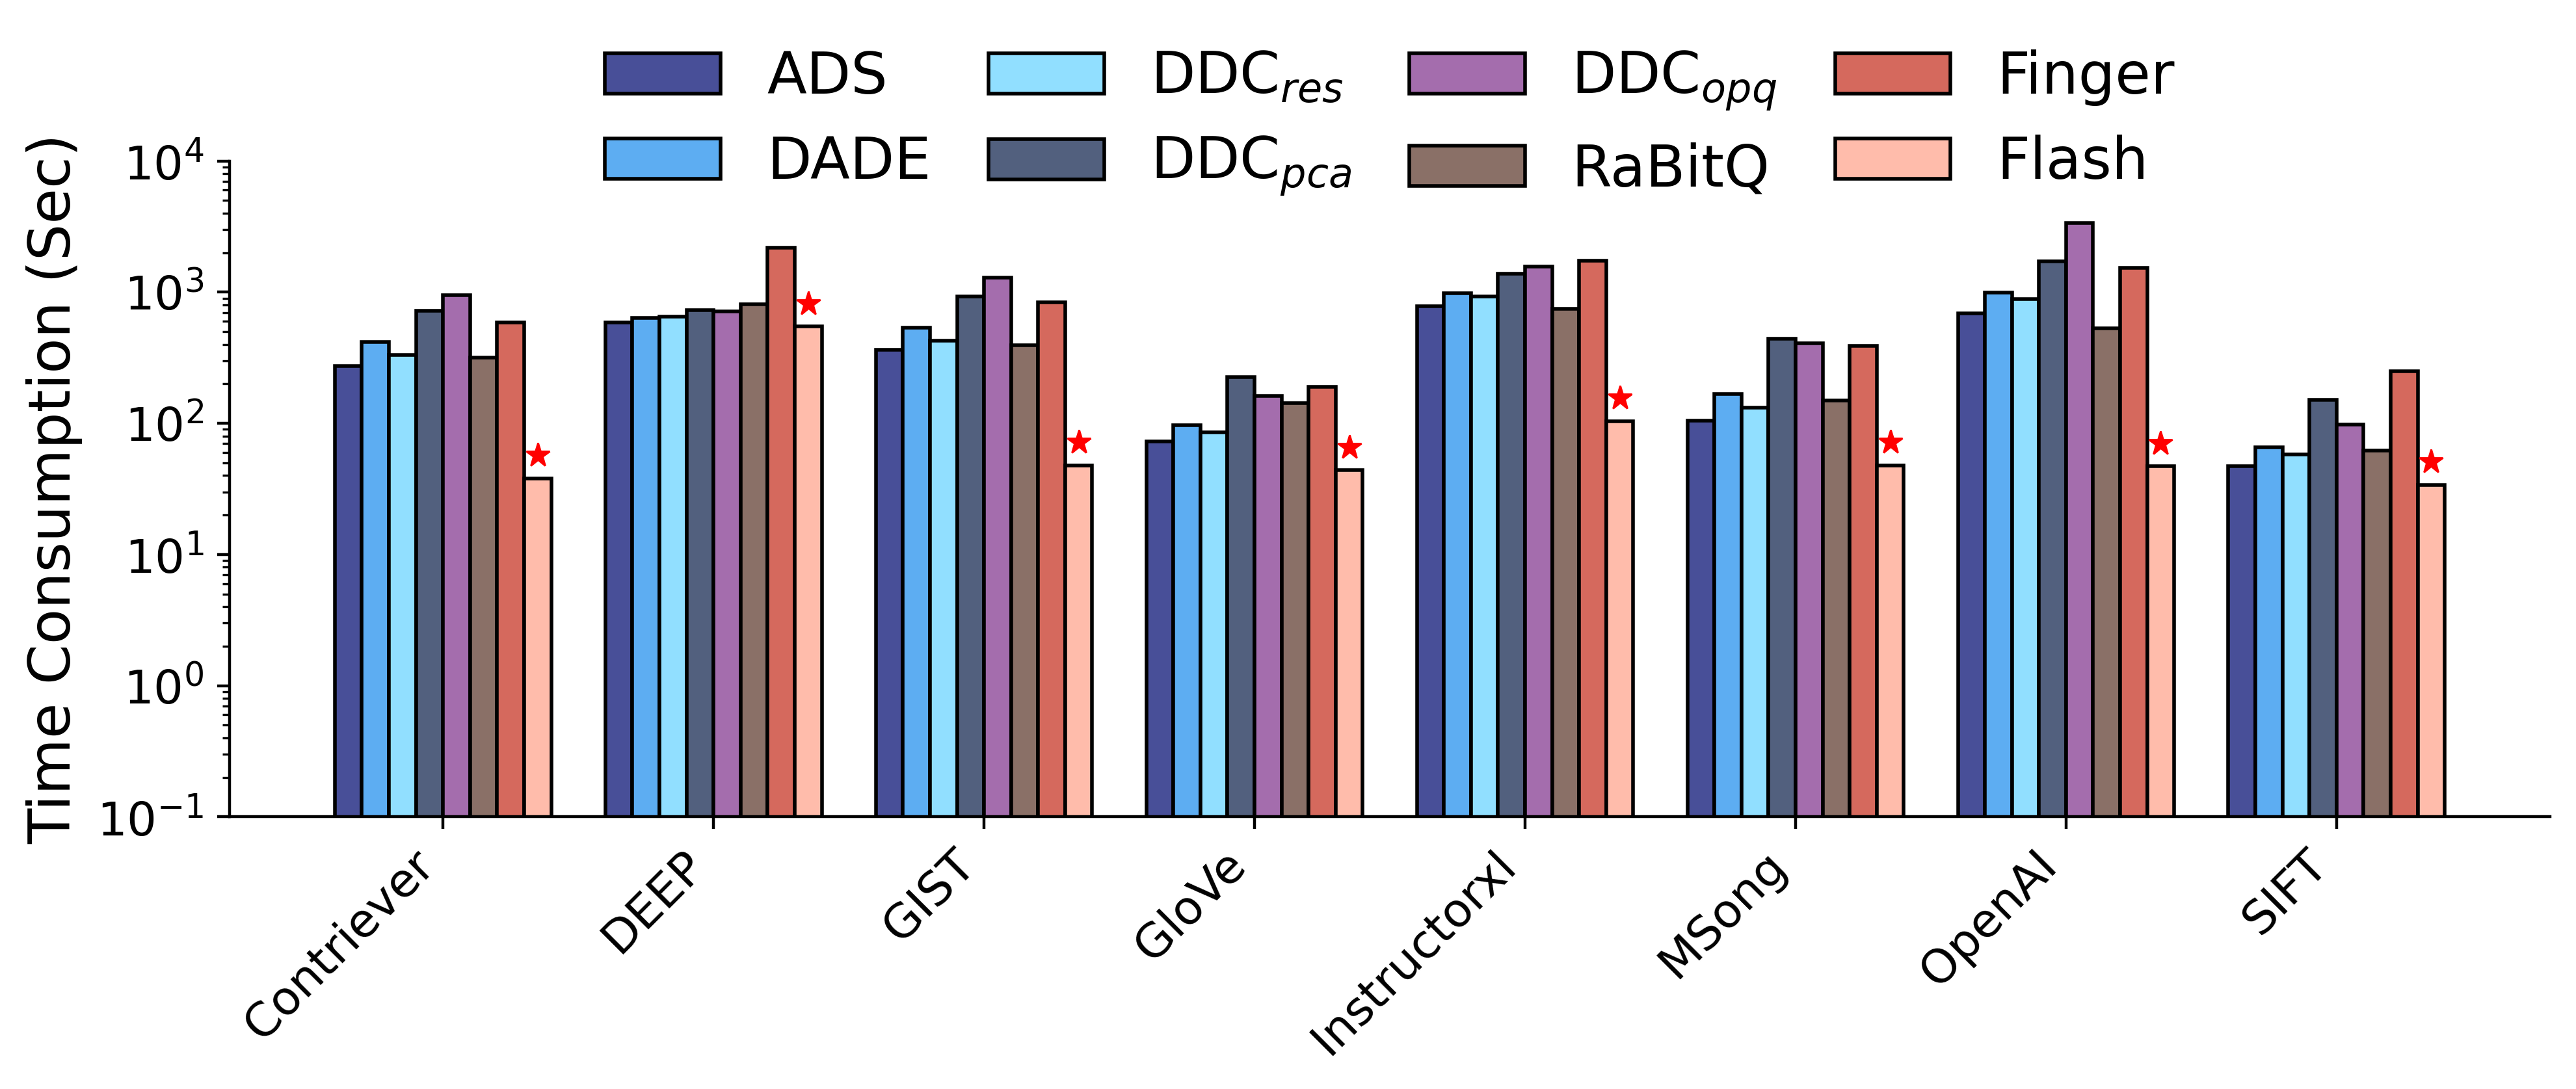 ADS
DDC_res
DDC_opq
Finger
DADE
DDC_pca
RaBitQ
Flash
Time Consumption (Sec)
10^4
10^3
10^2
10^1
10^0
10^−1
Contriever
DEEP
GIST
GloVe
Instructorxl
MSong
OpenAI
SIFT